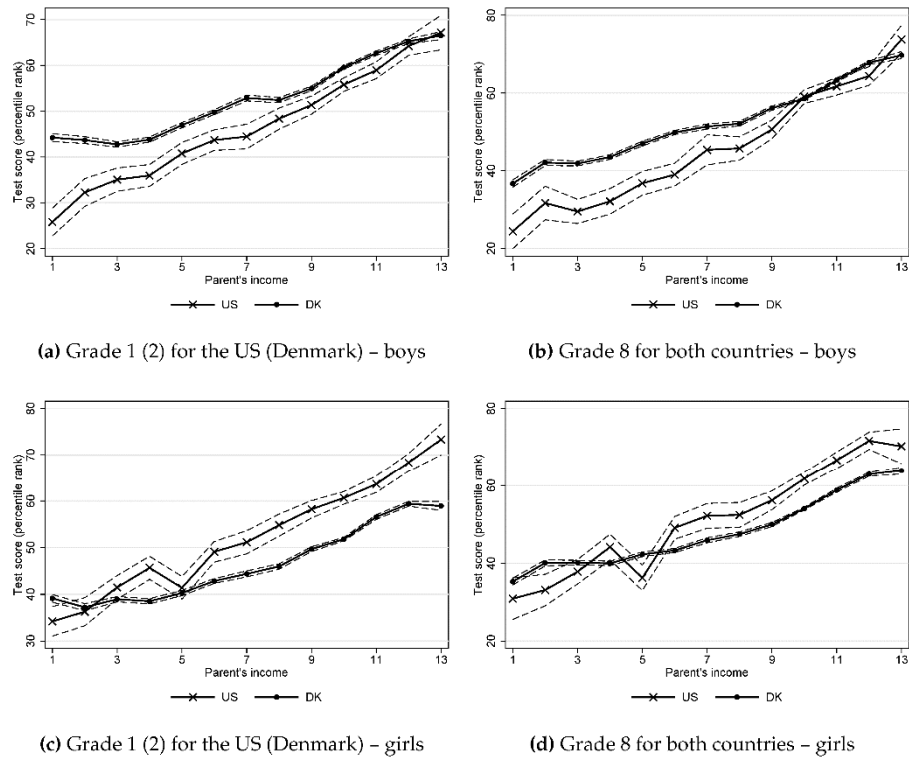 Test score (percentile rank)
70
60
50
40
30
20
1 3 5 7 9 11 13
Parent's income
US DK
(a) Grade 1 (2) for the US (Denmark) – boys
Test score (percentile rank)
80
60
40
20
1 3 5 7 9 11 13
Parent's income
US DK
(b) Grade 8 for both countries – boys
Test score (percentile rank)
80
70
60
50
40
30
1 3 5 7 9 11 13
Parent's income
US DK
(c) Grade 1 (2) for the US (Denmark) – girls
Test score (percentile rank)
80
60
40
20
1 3 5 7 9 11 13
Parent's income
US DK
(d) Grade 8 for both countries – girls